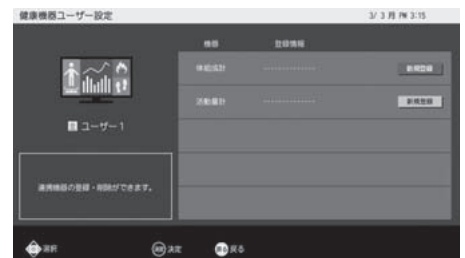 健康機器ユーザー設定
3/ 3 月 PM 3:15
機器 登録情報
体組成計 -------------- 新規登録
活動量計 -------------- 新規登録
ユーザー1
連携機器の登録・削除ができます。
選択 決定 戻る 戻る